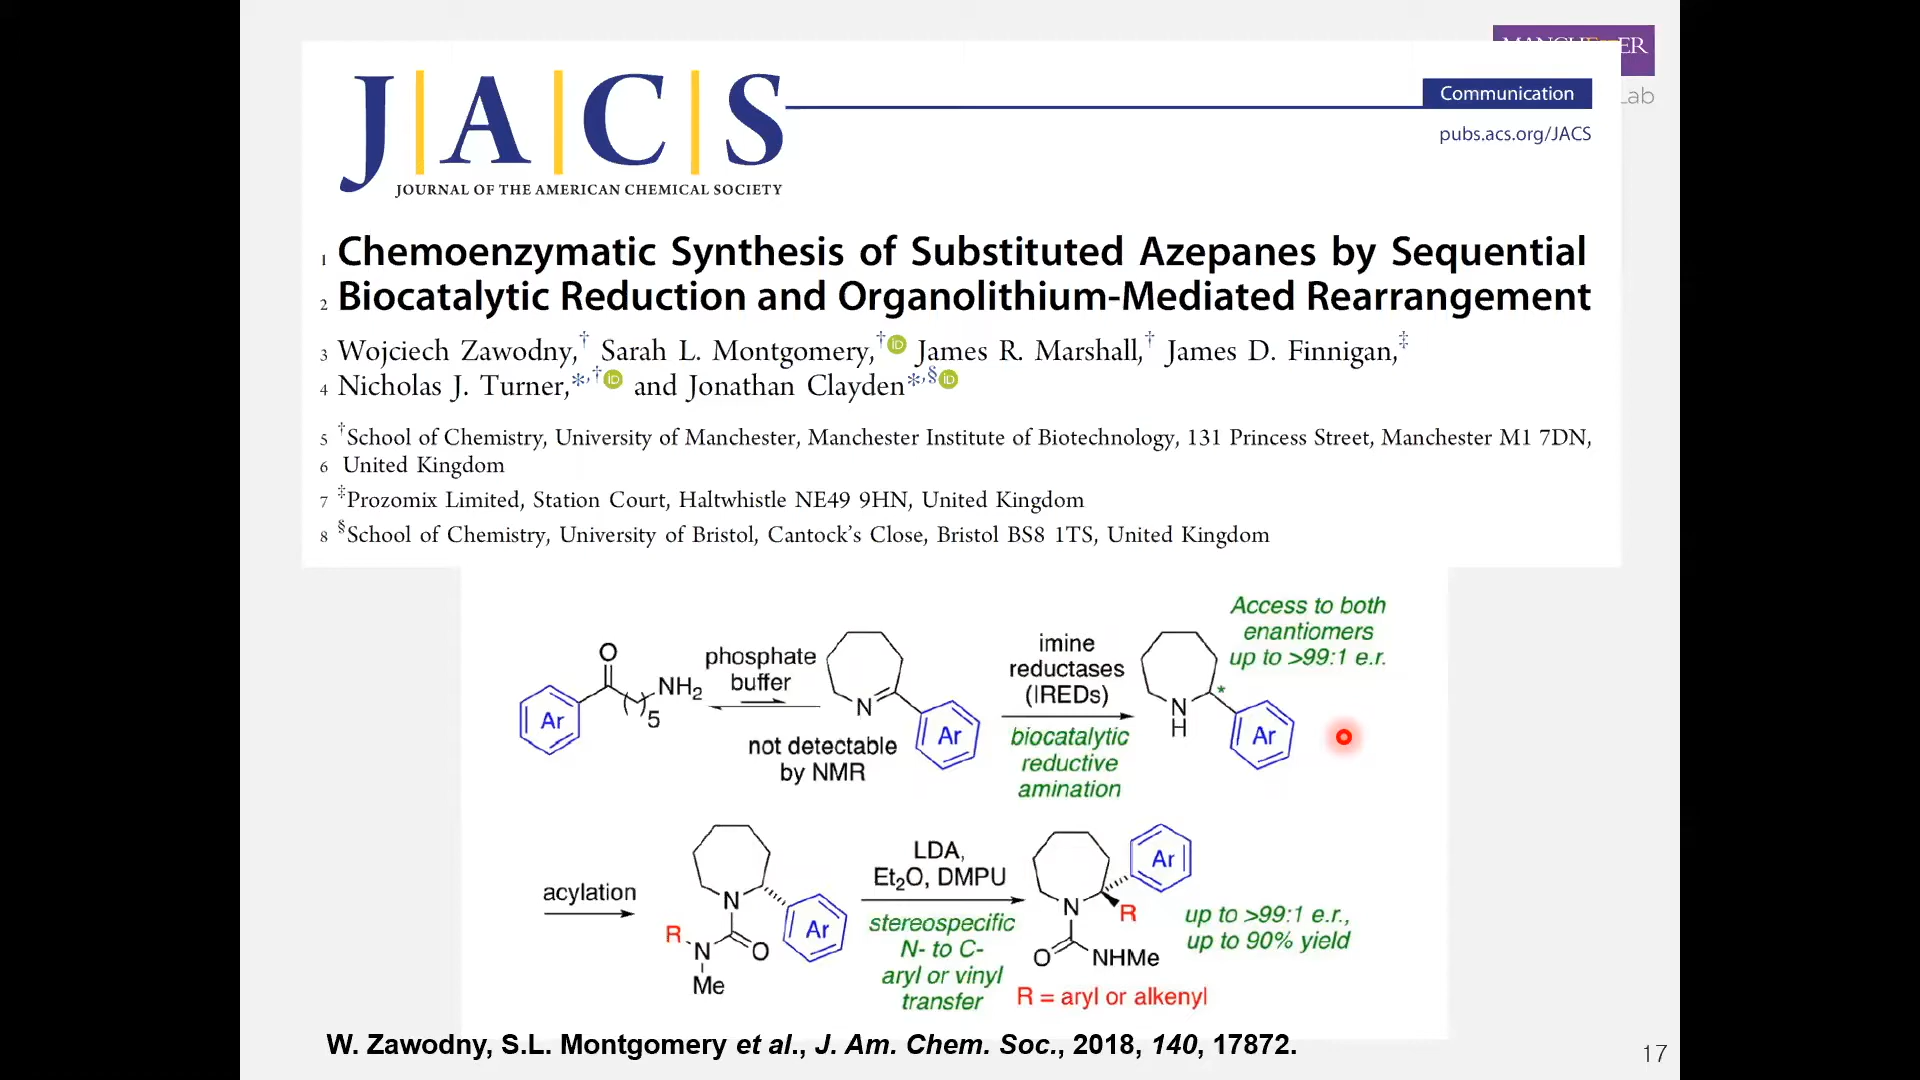 MANCHESTER
Lab
J|A|C|S
JOURNAL OF THE AMERICAN CHEMICAL SOCIETY
Communication
pubs.acs.org/JACS
1 Chemoenzymatic Synthesis of Substituted Azepanes by Sequential
2 Biocatalytic Reduction and Organolithium-Mediated Rearrangement
3 Wojciech Zawodny,† Sarah L. Montgomery,† iD James R. Marshall,† James D. Finnigan,‡
4 Nicholas J. Turner,*,† iD and Jonathan Clayden*,§ iD
5 †School of Chemistry, University of Manchester, Manchester Institute of Biotechnology, 131 Princess Street, Manchester M1 7DN,
6 United Kingdom
7 ‡Prozomix Limited, Station Court, Haltwhistle NE49 9HN, United Kingdom
8 §School of Chemistry, University of Bristol, Cantock's Close, Bristol BS8 1TS, United Kingdom
O
Ar
NH2
5
phosphate
buffer
not detectable
by NMR
N
Ar
imine
reductases
(IREDs)
biocatalytic
reductive
amination
N
H
*
Ar
Access to both
enantiomers
up to >99:1 e.r.
acylation
N
Ar
R
N
O
Me
LDA,
Et2O, DMPU
stereospecific
N- to C-
aryl or vinyl
transfer
Ar
N
R
O
NHMe
R = aryl or alkenyl
up to >99:1 e.r.,
up to 90% yield
W. Zawodny, S.L. Montgomery et al., J. Am. Chem. Soc., 2018, 140, 17872.
17